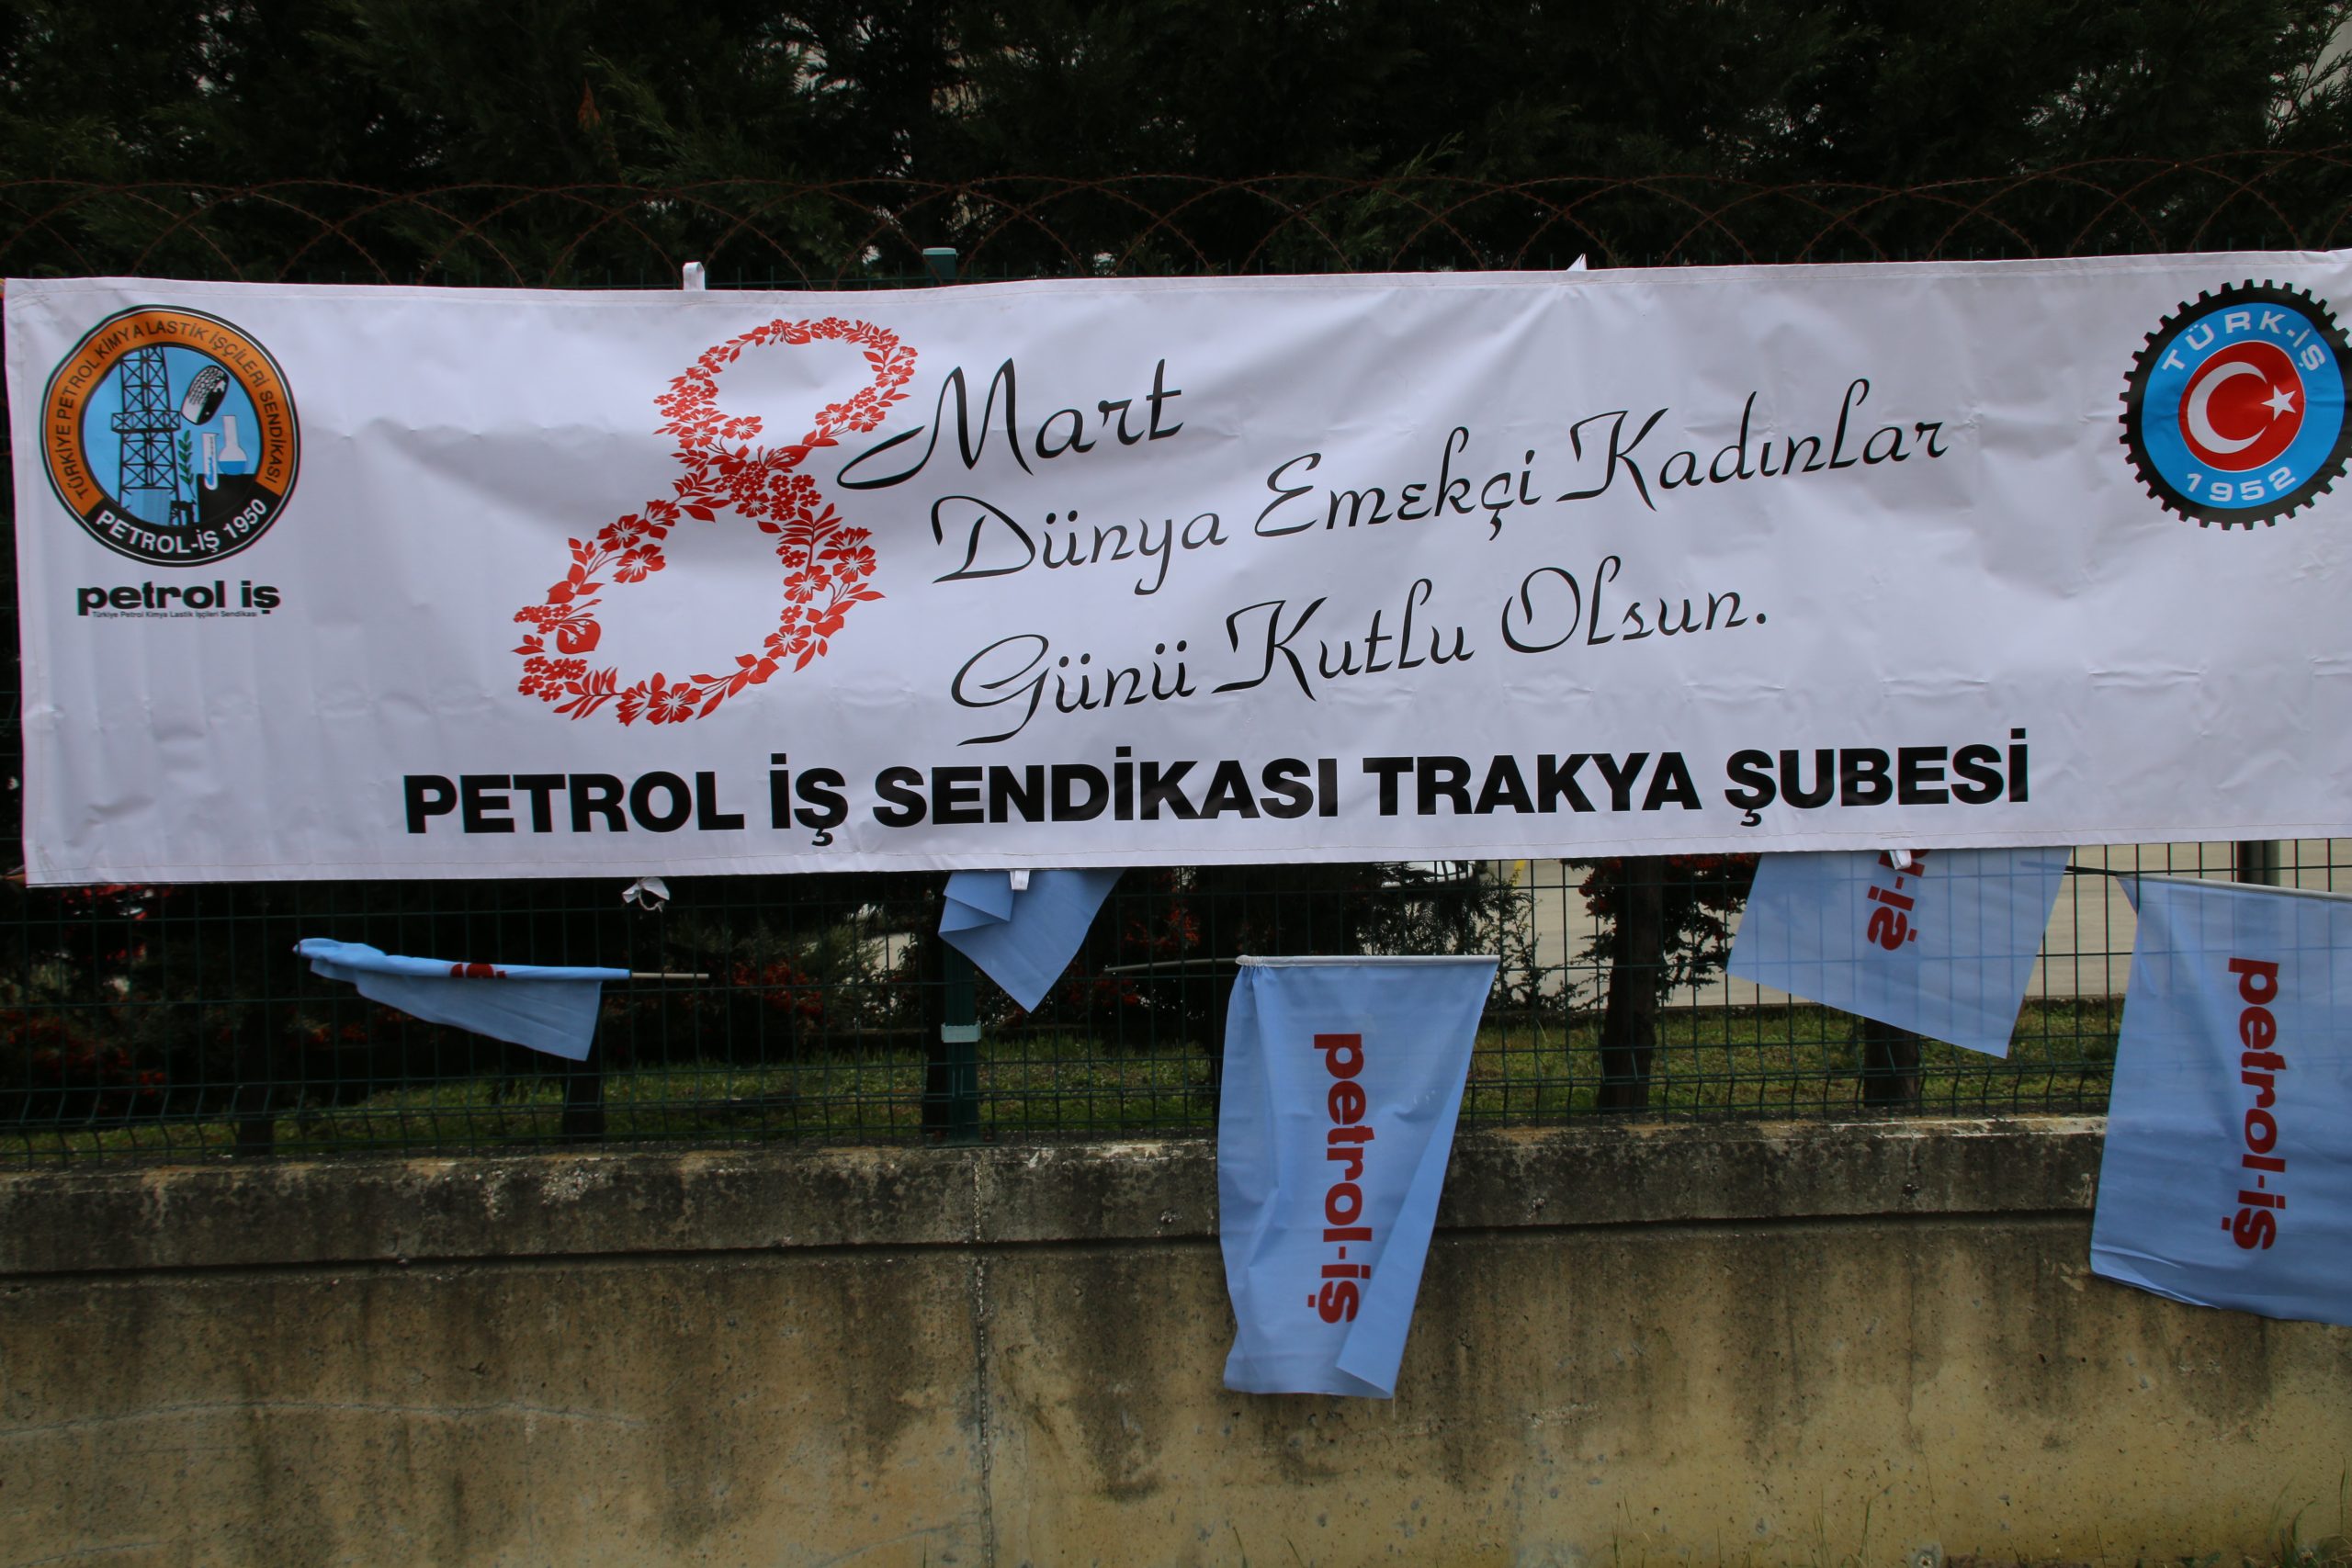 TÜRKİYE PETROL KİMYA LASTİK İŞÇİLERİ SENDİKASI
PETROL-İŞ 1950
petrol iş
Türkiye Petrol Kimya Lastik İşçileri Sendikası
8 Mart
Dünya Emekçi Kadınlar
Günü Kutlu Olsun.
PETROL İŞ SENDİKASI TRAKYA ŞUBESİ
TÜRK-İŞ
1952
petrol-iş
-iş
petrol-iş